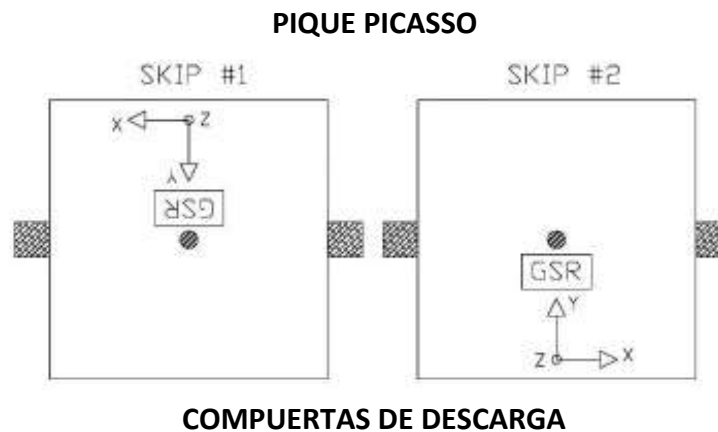 PIQUE PICASSO
SKIP #1
SKIP #2
X Z
Y
GSR
GSR
Y
Z X
COMPUERTAS DE DESCARGA